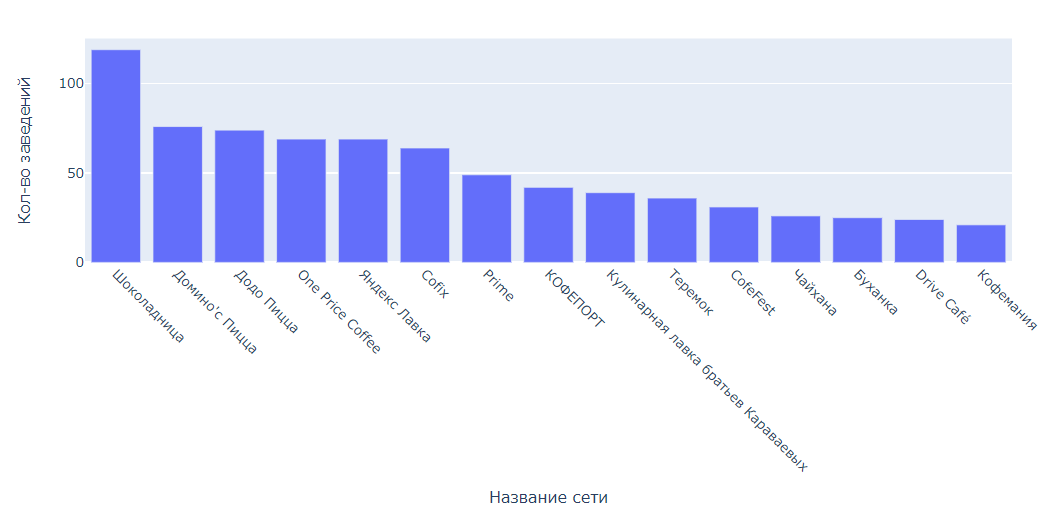 Кол-во заведений
100
50
0
Шоколадница
Домино'с Пицца
Додо Пицца
One Price Coffee
Яндекс Лавка
Cofix
Prime
КОФЕПОРТ
Кулинарная лавка братьев Караваевых
Теремок
CofeFest
Чайхана
Буханка
Drive Café
Кофемания
Название сети